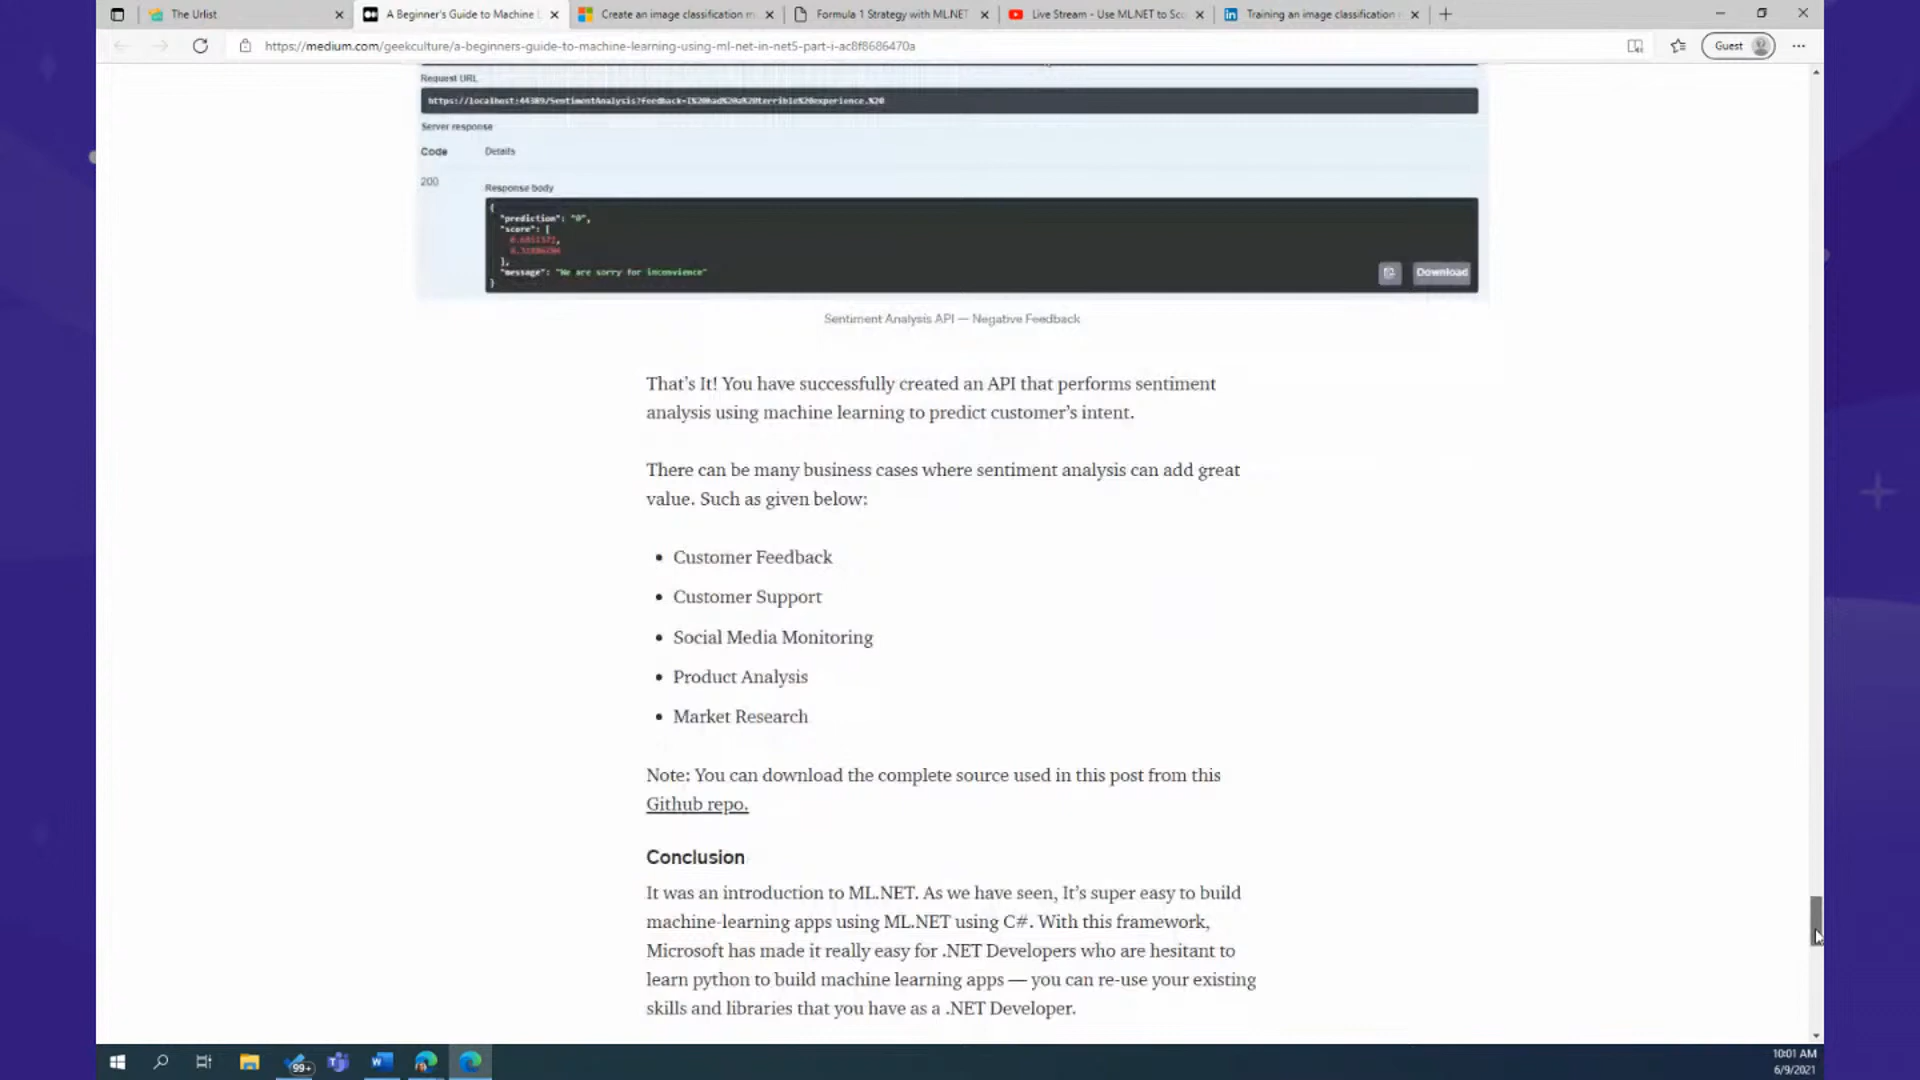 The Urlist
A Beginner's Guide to Machine L
Create an image classification m
Formula 1 Strategy with ML.NET
Live Stream - Use ML.NET to Sc
Training an image classification
https://medium.com/geekculture/a-beginners-guide-to-machine-learning-using-ml-net-in-net5-part-i-ac8f8686470a
Guest
Request URL
https://localhost:44389/SentimentAnalysis?feedback=I%20had%20a%20terrible%20experience.%20
Server response
Code Details
200
Response body
{
"prediction": "0",
"score": [
],
"message": "We are sorry for inconvience"
}
Download
Sentiment Analysis API — Negative Feedback
That's It! You have successfully created an API that performs sentiment
analysis using machine learning to predict customer's intent.
There can be many business cases where sentiment analysis can add great
value. Such as given below:
• Customer Feedback
• Customer Support
• Social Media Monitoring
• Product Analysis
• Market Research
Note: You can download the complete source used in this post from this
Github repo.
Conclusion
It was an introduction to ML.NET. As we have seen, It's super easy to build
machine-learning apps using ML.NET using C#. With this framework,
Microsoft has made it really easy for .NET Developers who are hesitant to
learn python to build machine learning apps — you can re-use your existing
skills and libraries that you have as a .NET Developer.
99+
10:01 AM
6/9/2021